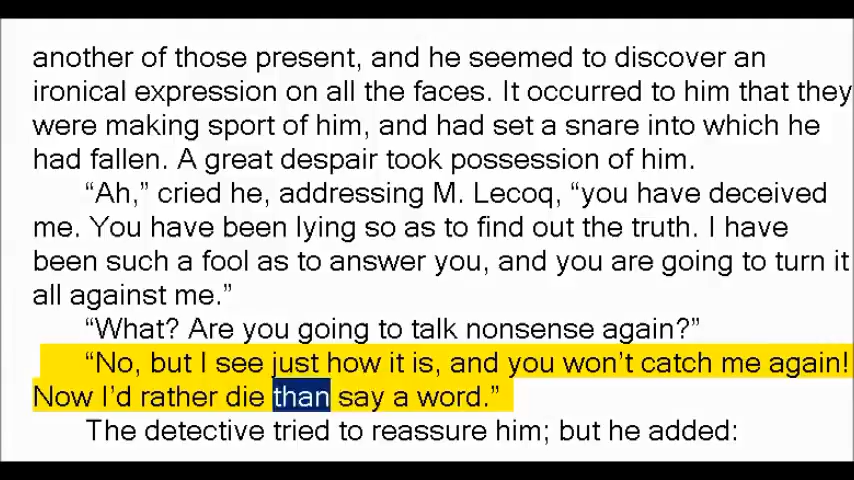 another of those present, and he seemed to discover an
ironical expression on all the faces. It occurred to him that they
were making sport of him, and had set a snare into which he
had fallen. A great despair took possession of him.
“Ah,” cried he, addressing M. Lecoq, “you have deceived
me. You have been lying so as to find out the truth. I have
been such a fool as to answer you, and you are going to turn it
all against me.”
“What? Are you going to talk nonsense again?”
“No, but I see just how it is, and you won’t catch me again!
Now I’d rather die than say a word.”
The detective tried to reassure him; but he added: